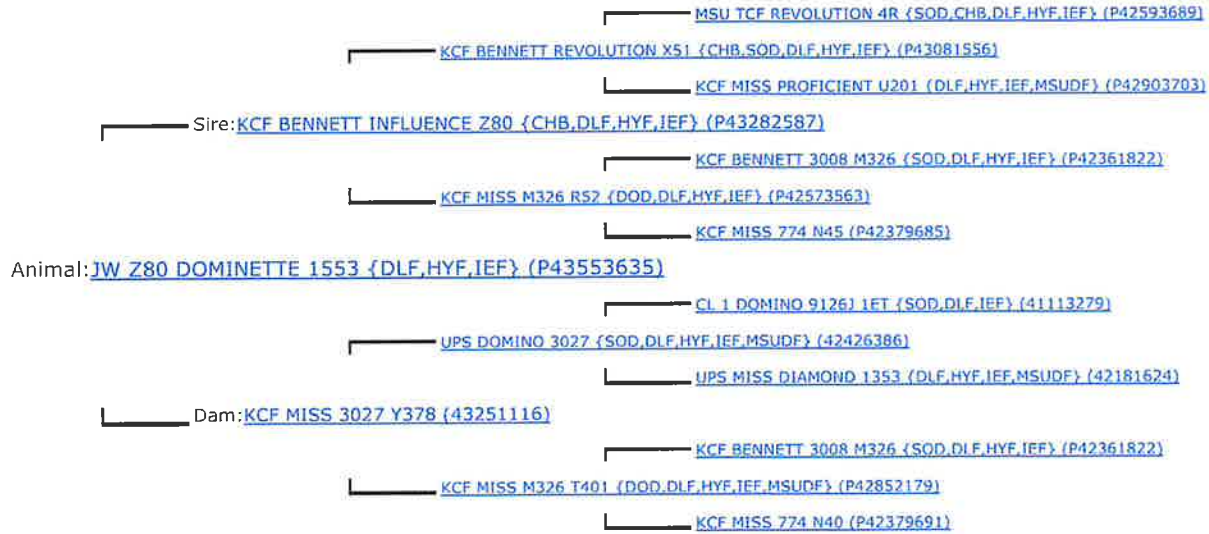 MSU TCF REVOLUTION 4R {SOD,CHB,DLF,HYF,IEF} (P42593689)
KCF BENNETT REVOLUTION X51 {CHB,SOD,DLF,HYF,IEF} (P43081556)
KCF MISS PROFICIENT U201 {DLF,HYF,IEF,MSUDF} (P42903703)
Sire:KCF BENNETT INFLUENCE Z80 {CHB,DLF,HYF,IEF} (P43282587)
KCF BENNETT 3008 M326 {SOD,DLF,HYF,IEF} (P42361822)
KCF MISS M326 R52 {DOD,DLF,HYF,IEF} (P42573563)
KCF MISS 774 N45 (P42379685)
Animal:JW Z80 DOMINETTE 1553 {DLF,HYF,IEF} (P43553635)
CL 1 DOMINO 9126J 1ET {SOD,DLF,IEF} (41113279)
UPS DOMINO 3027 {SOD,DLF,HYF,IEF,MSUDF} (42426386)
UPS MISS DIAMOND 1353 {DLF,HYF,IEF,MSUDF} (42181624)
Dam:KCF MISS 3027 Y378 (43251116)
KCF BENNETT 3008 M326 {SOD,DLF,HYF,IEF} (P42361822)
KCF MISS M326 T401 {DOD,DLF,HYF,IEF,MSUDF} (P42852179)
KCF MISS 774 N40 (P42379691)